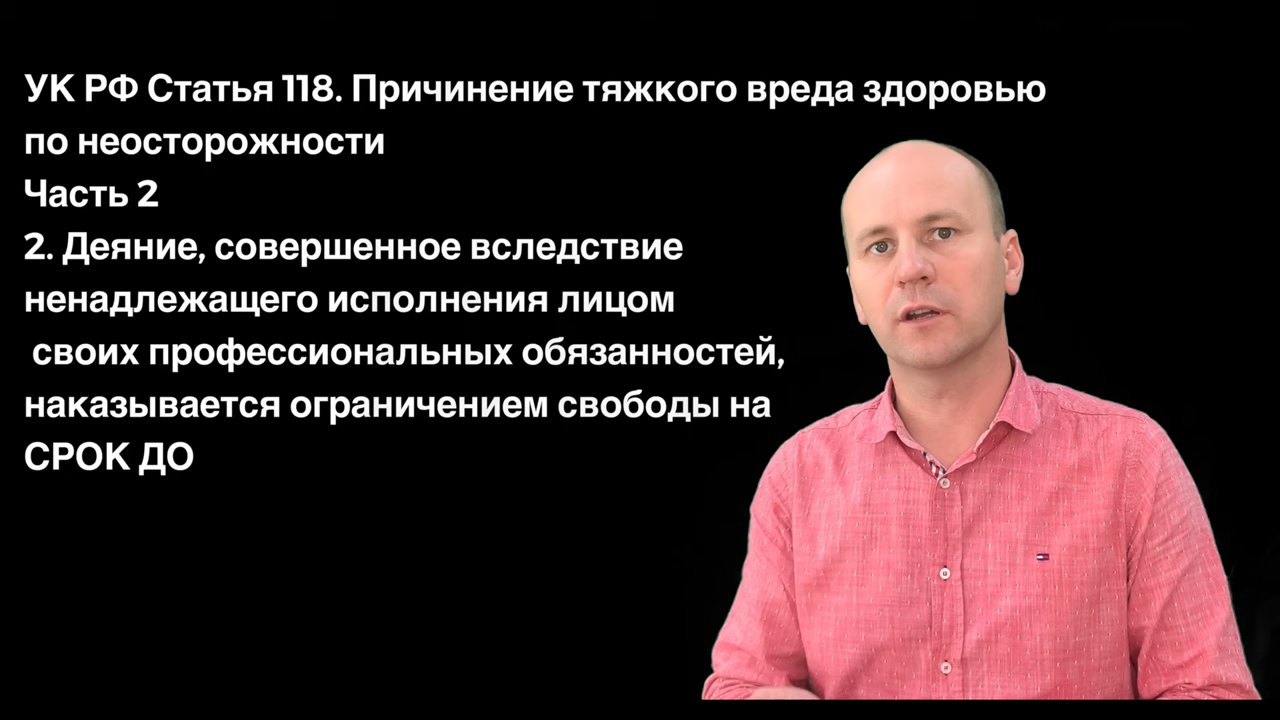 УК РФ Статья 118. Причинение тяжкого вреда здоровью
по неосторожности
Часть 2
2. Деяние, совершенное вследствие
ненадлежащего исполнения лицом
своих профессиональных обязанностей,
наказывается ограничением свободы на
СРОК ДО